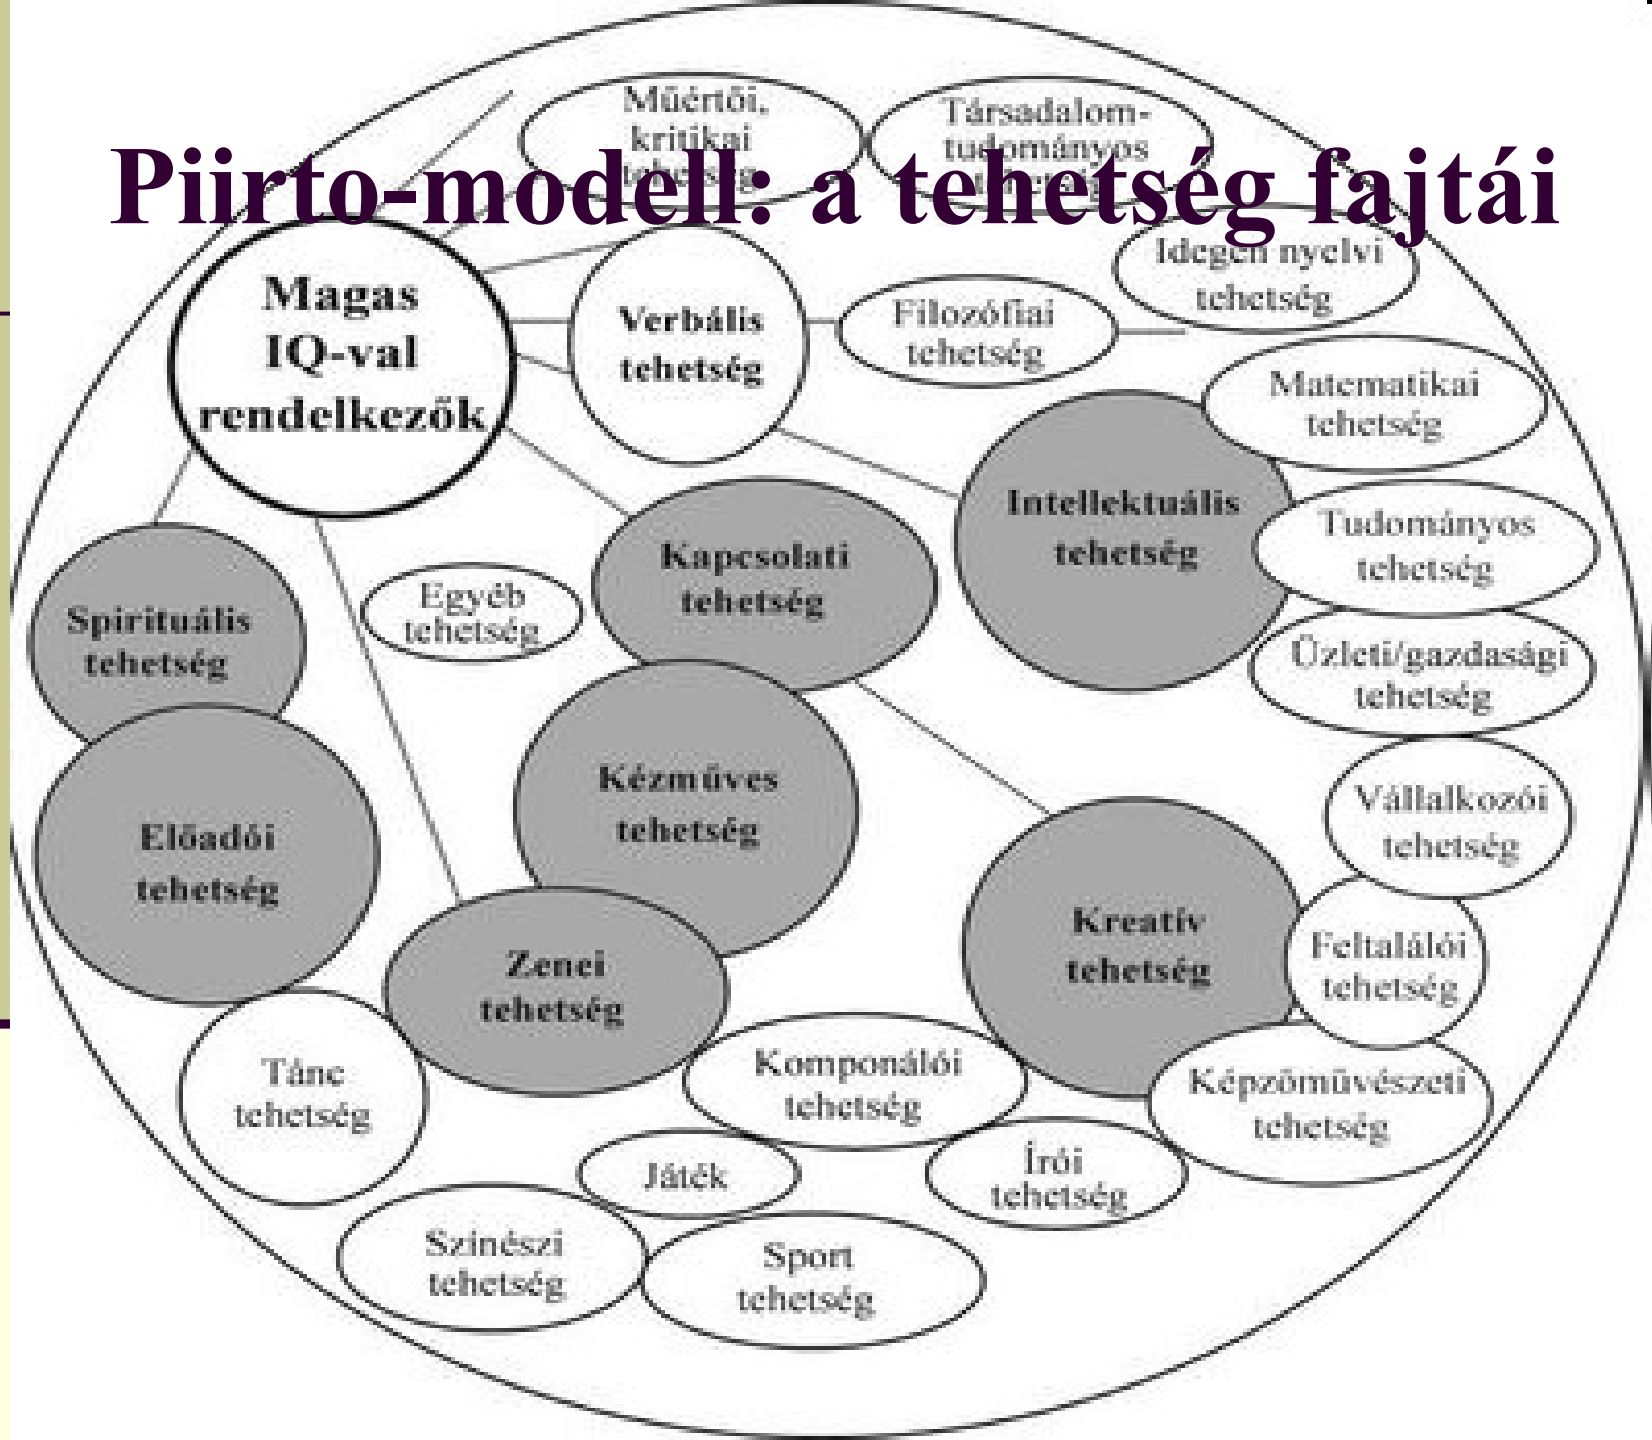 Piirto-modell: a tehetség fajtái
Műértői,
kritikai
tehetség
Társadalom-
tudományos
Idegen nyelvi
tehetség
Magas
IQ-val
rendelkezők
Verbális
tehetség
Filozófiai
tehetség
Matematikai
tehetség
Intellektuális
tehetség
Tudományos
tehetség
Kapcsolati
tehetség
Egyéb
tehetség
Spirituális
tehetség
Üzleti/gazdasági
tehetség
Kézműves
tehetség
Vállalkozói
tehetség
Előadói
tehetség
Kreatív
tehetség
Feltalálói
tehetség
Zenei
tehetség
Tánc
tehetség
Komponálói
tehetség
Képzőművészeti
tehetség
Játék
Írói
tehetség
Színészi
tehetség
Sport
tehetség